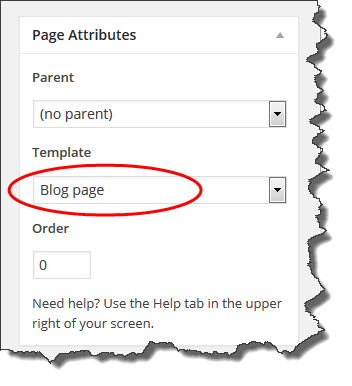 Page Attributes
Parent
(no parent)
Template
Blog page
Order
0
Need help? Use the Help tab in the upper
right of your screen.